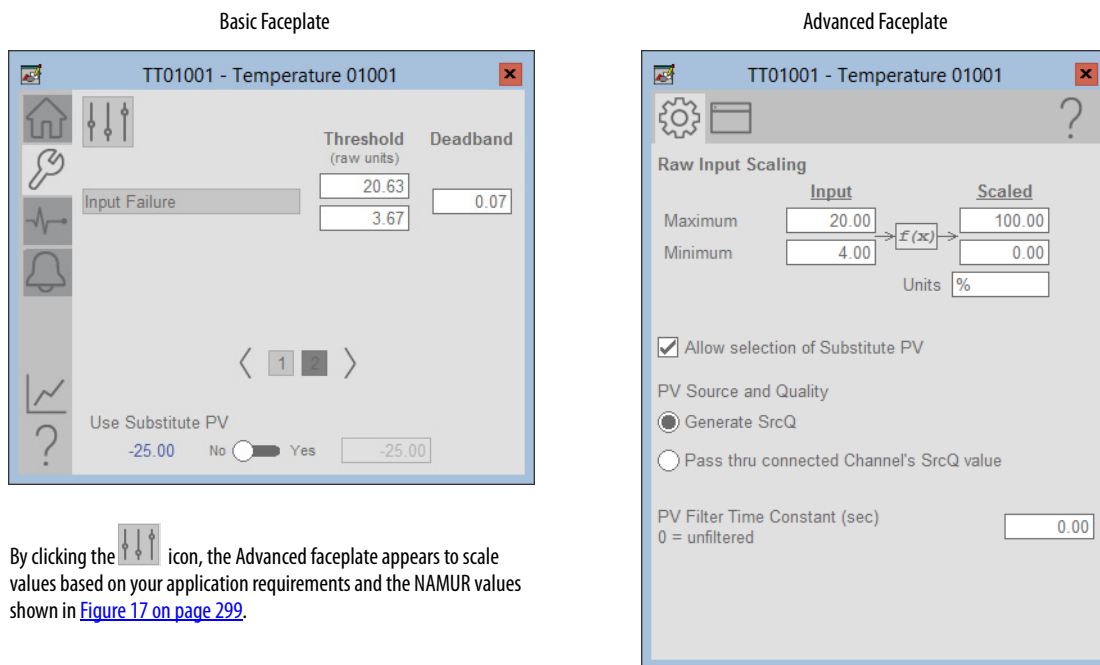 Basic Faceplate
TT01001 - Temperature 01001
Threshold
(raw units)
Deadband
Input Failure
20.63
3.67
0.07
1
2
Use Substitute PV
-25.00
No
Yes
-25.00
?
By clicking the icon, the Advanced faceplate appears to scale
values based on your application requirements and the NAMUR values
shown in Figure 17 on page 299.
Advanced Faceplate
TT01001 - Temperature 01001
?
Raw Input Scaling
Input
Scaled
Maximum
20.00
100.00
f(x)
Minimum
4.00
0.00
Units
%
Allow selection of Substitute PV
PV Source and Quality
Generate SrcQ
Pass thru connected Channel's SrcQ value
PV Filter Time Constant (sec)
0 = unfiltered
0.00